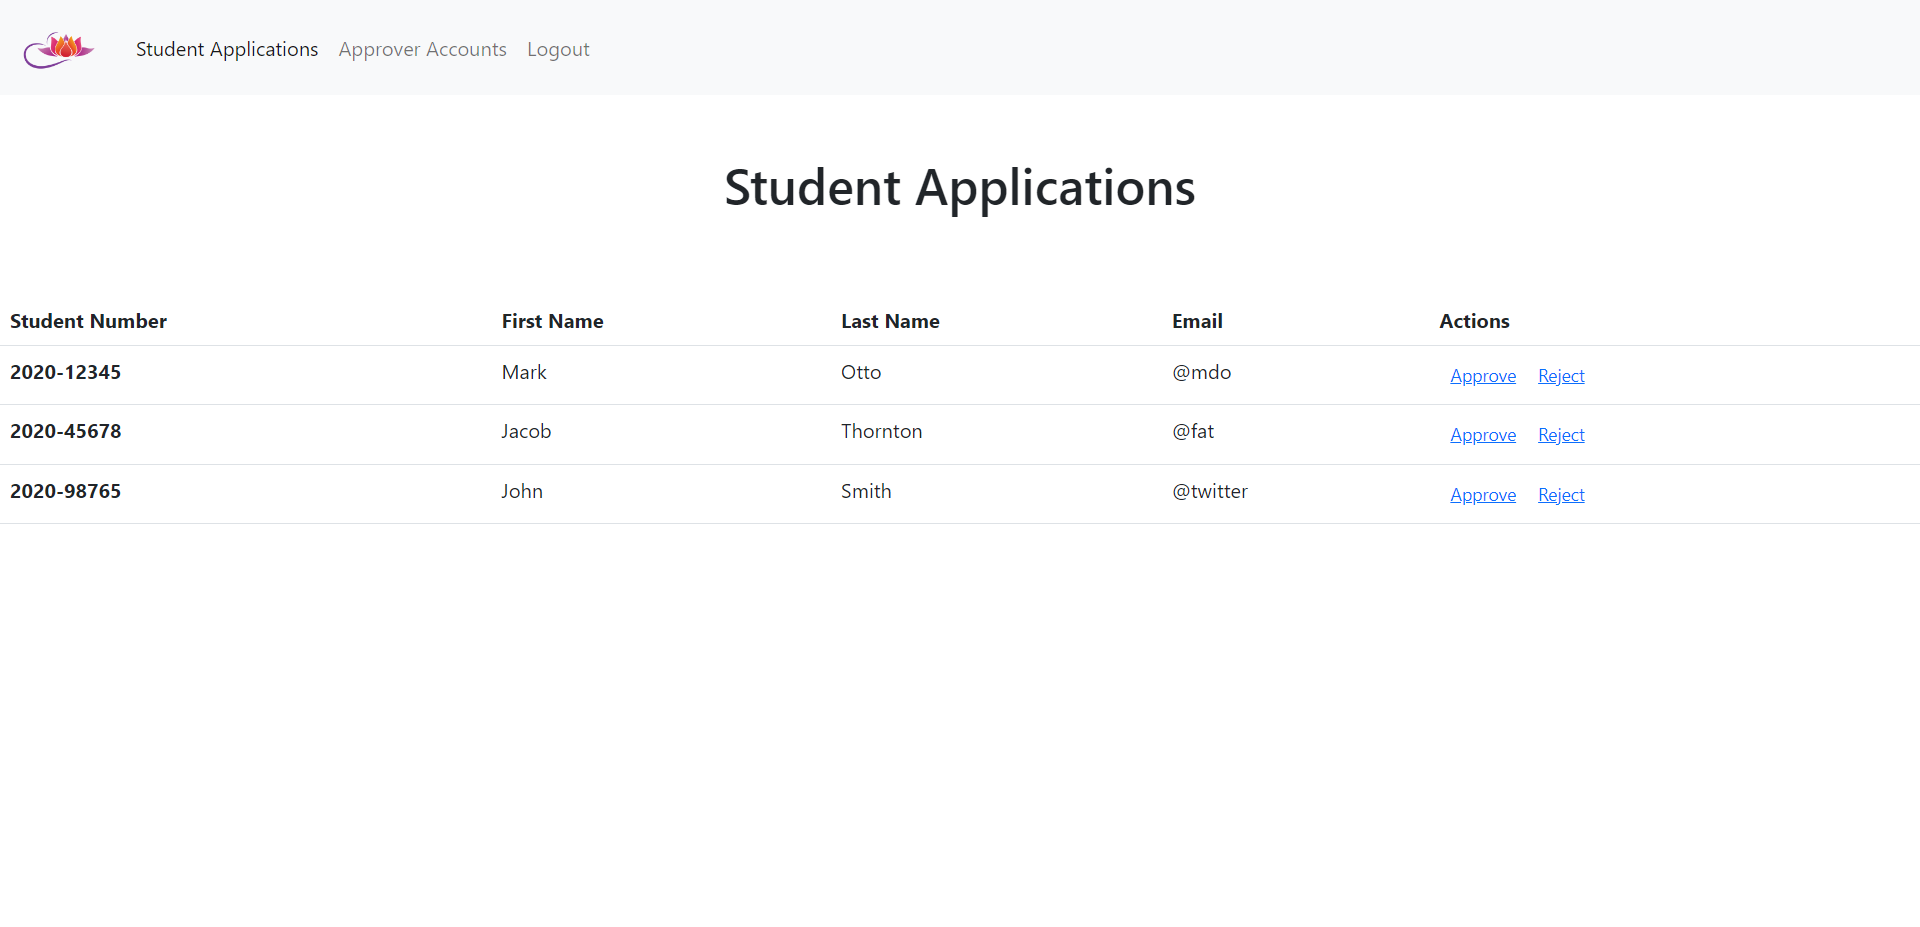 Student Applications Approver Accounts Logout
Student Applications
Student Number First Name Last Name Email Actions
2020-12345 Mark Otto @mdo Approve Reject
2020-45678 Jacob Thornton @fat Approve Reject
2020-98765 John Smith @twitter Approve Reject